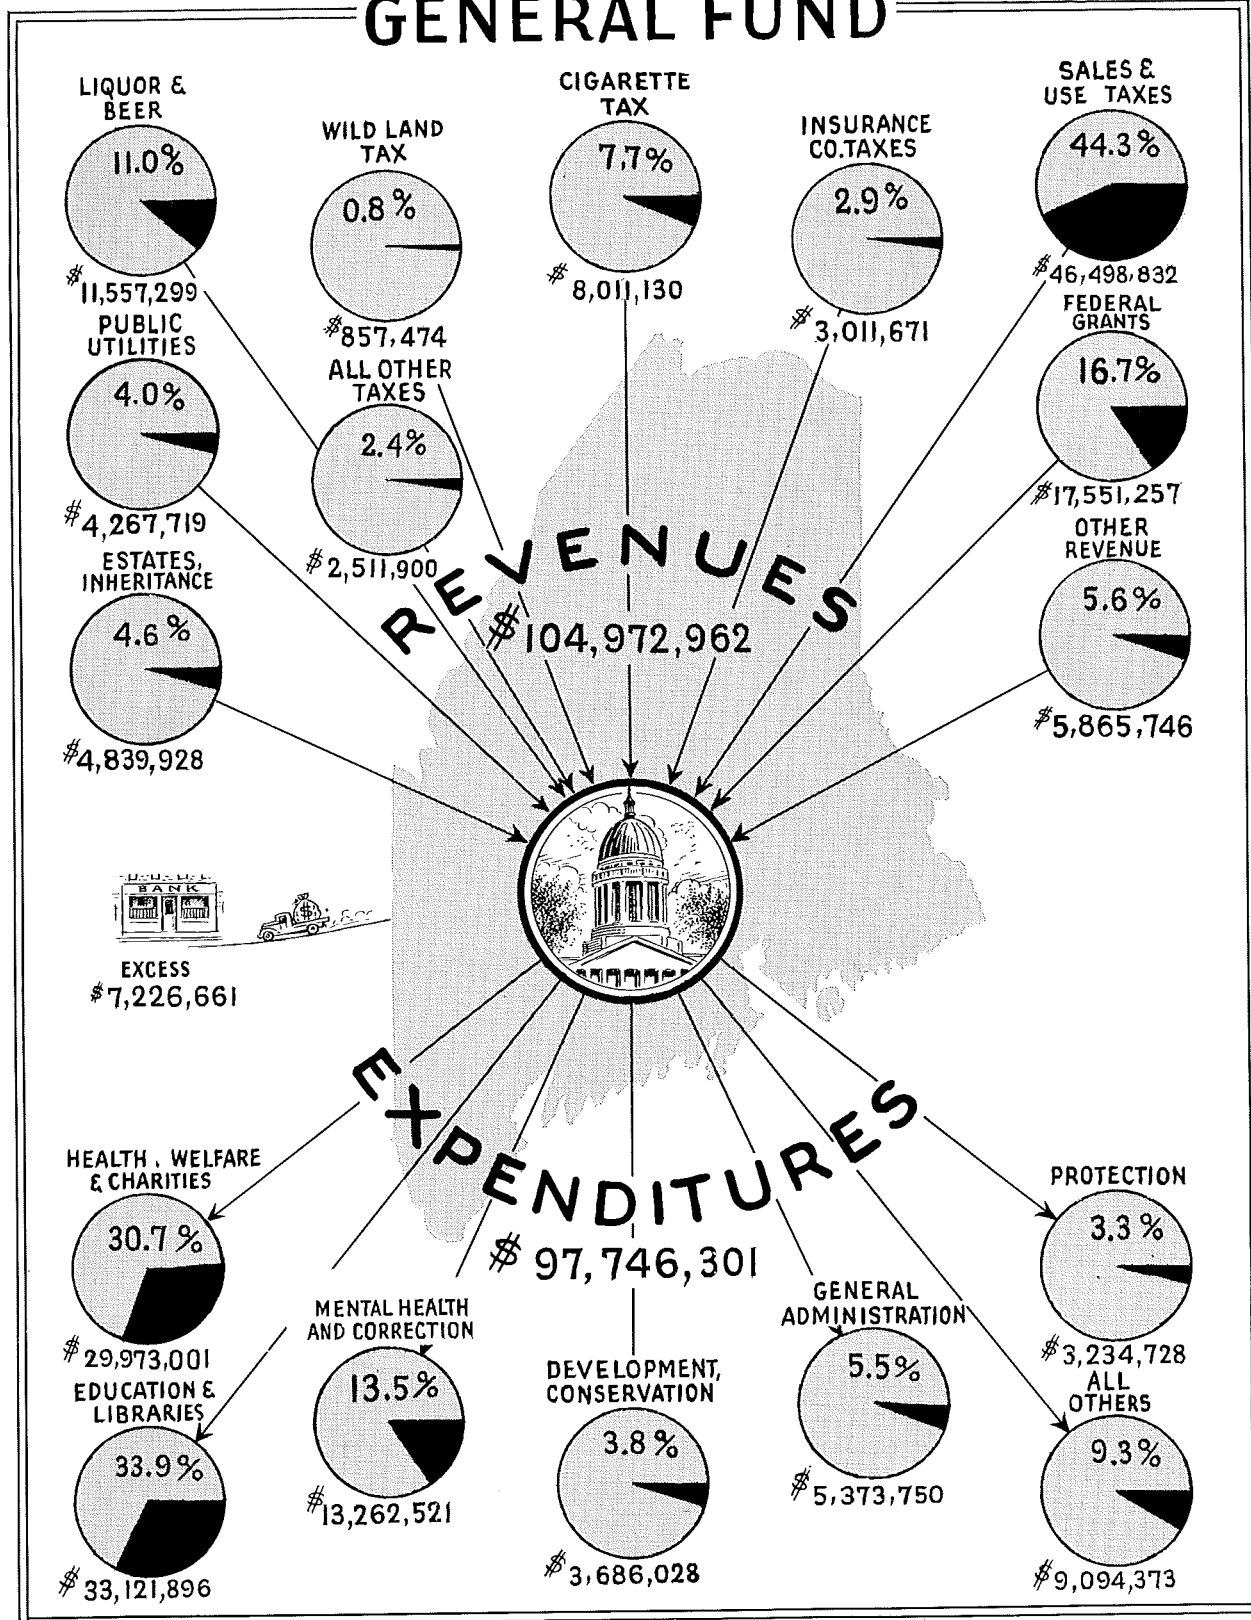 GENERAL FUND
LIQUOR &
BEER
11.0%
$11,557,299
WILD LAND
TAX
0.8%
$857,474
CIGARETTE
TAX
7.7%
$8,011,130
INSURANCE
CO. TAXES
2.9%
$3,011,671
SALES &
USE TAXES
44.3%
$46,498,832
PUBLIC
UTILITIES
4.0%
$4,267,719
ALL OTHER
TAXES
2.4%
$2,511,900
FEDERAL
GRANTS
16.7%
$17,551,257
ESTATES,
INHERITANCE
4.6%
$4,839,928
OTHER
REVENUE
5.6%
$5,865,746
REVENUES
$104,972,962
BANK
$
EXCESS
$7,226,661
EXPENDITURES
$97,746,301
HEALTH, WELFARE
& CHARITIES
30.7%
$29,973,001
EDUCATION &
LIBRARIES
33.9%
$33,121,896
MENTAL HEALTH
AND CORRECTION
13.5%
$13,262,521
DEVELOPMENT,
CONSERVATION
3.8%
$3,686,028
GENERAL
ADMINISTRATION
5.5%
$5,373,750
PROTECTION
3.3%
$3,234,728
ALL
OTHERS
9.3%
$9,094,373